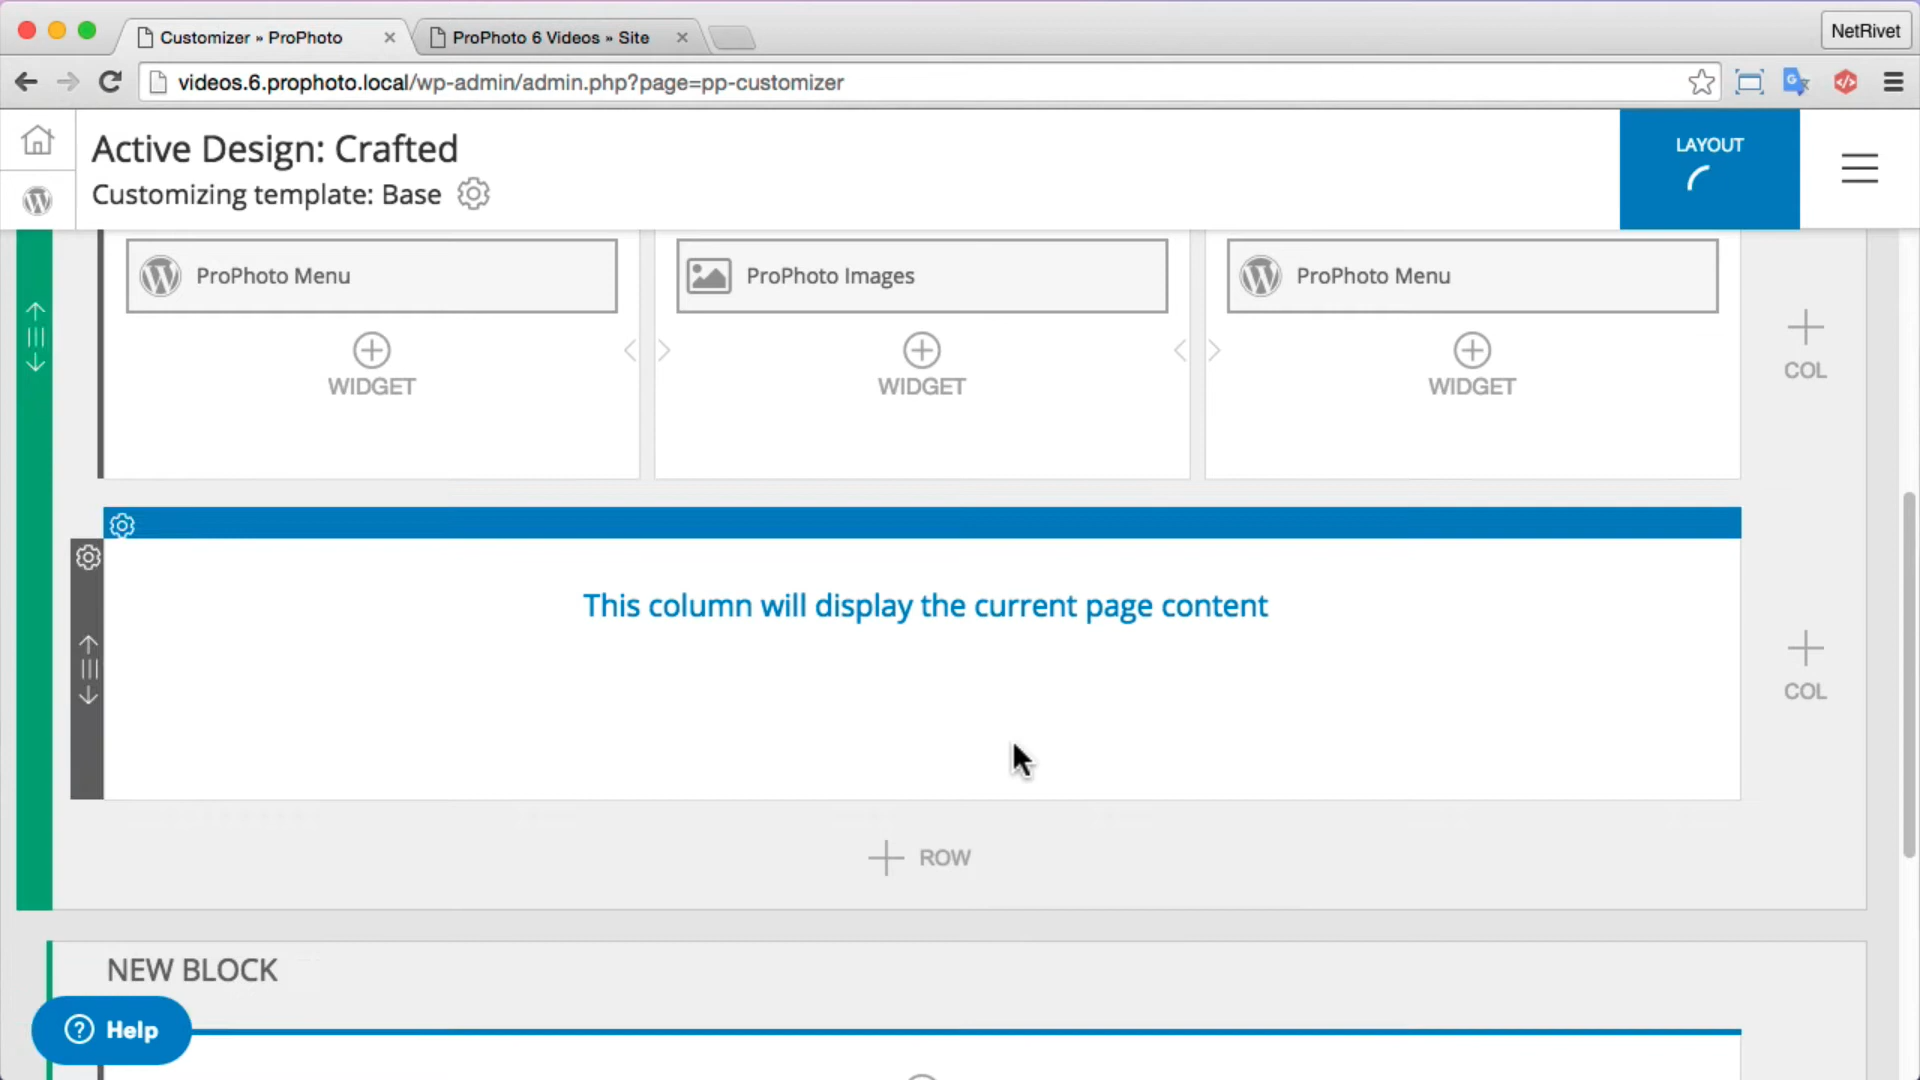 Customizer » ProPhoto
ProPhoto 6 Videos » Site
NetRivet
videos.6.prophoto.local/wp-admin/admin.php?page=pp-customizer
Active Design: Crafted
Customizing template: Base
LAYOUT
ProPhoto Menu
ProPhoto Images
ProPhoto Menu
WIDGET
WIDGET
WIDGET
COL
This column will display the current page content
COL
ROW
NEW BLOCK
Help